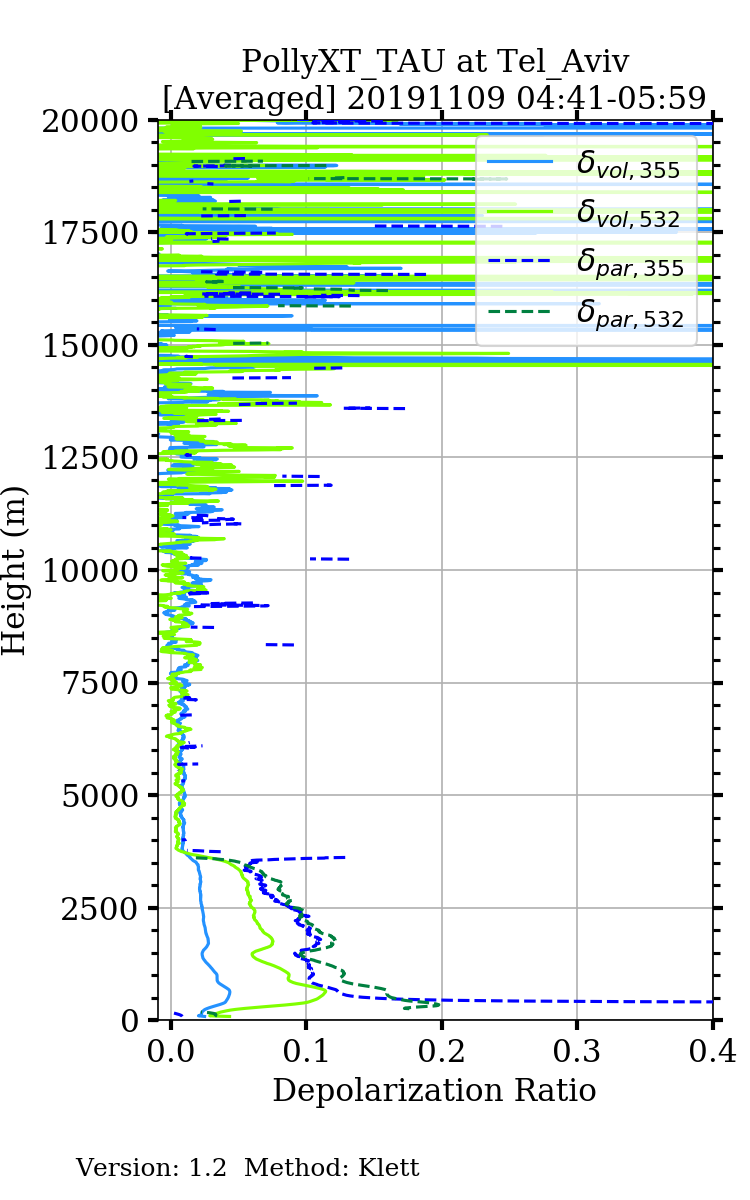 PollyXT_TAU at Tel_Aviv
[Averaged] 20191109 04:41-05:59
20000
17500
15000
12500
10000
7500
5000
2500
0
Height (m)
δvol, 355
δvol, 532
δpar, 355
δpar, 532
0.0 0.1 0.2 0.3 0.4
Depolarization Ratio
Version: 1.2 Method: Klett